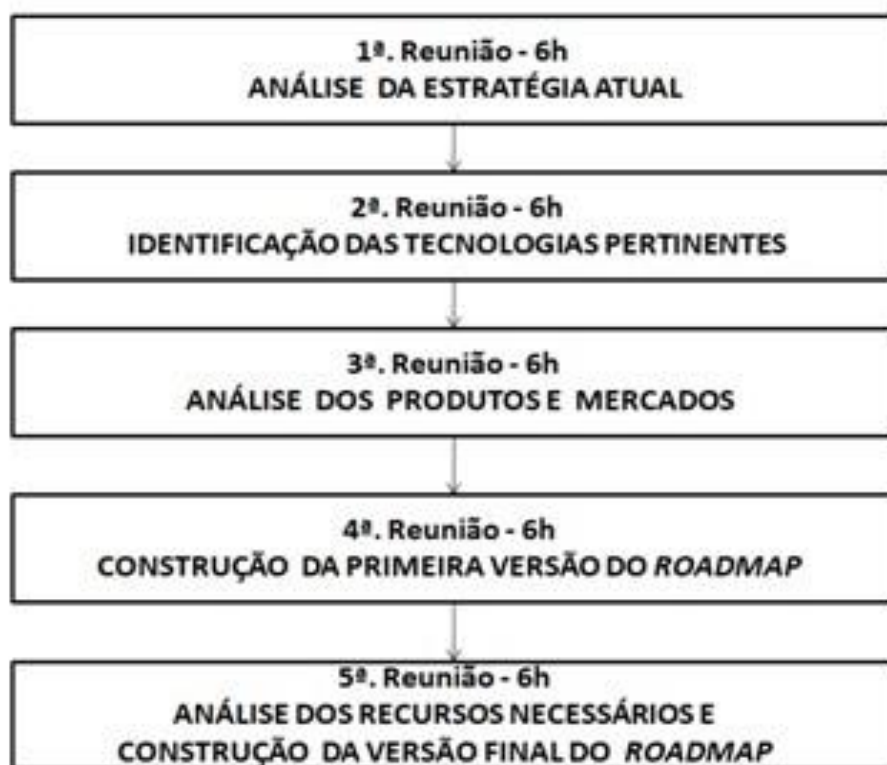 1ª. Reunião - 6h
ANÁLISE DA ESTRATÉGIA ATUAL
2ª. Reunião - 6h
IDENTIFICAÇÃO DAS TECNOLOGIAS PERTINENTES
3ª. Reunião - 6h
ANÁLISE DOS PRODUTOS E MERCADOS
4ª. Reunião - 6h
CONSTRUÇÃO DA PRIMEIRA VERSÃO DO ROADMAP
5ª. Reunião - 6h
ANÁLISE DOS RECURSOS NECESSÁRIOS E
CONSTRUÇÃO DA VERSÃO FINAL DO ROADMAP